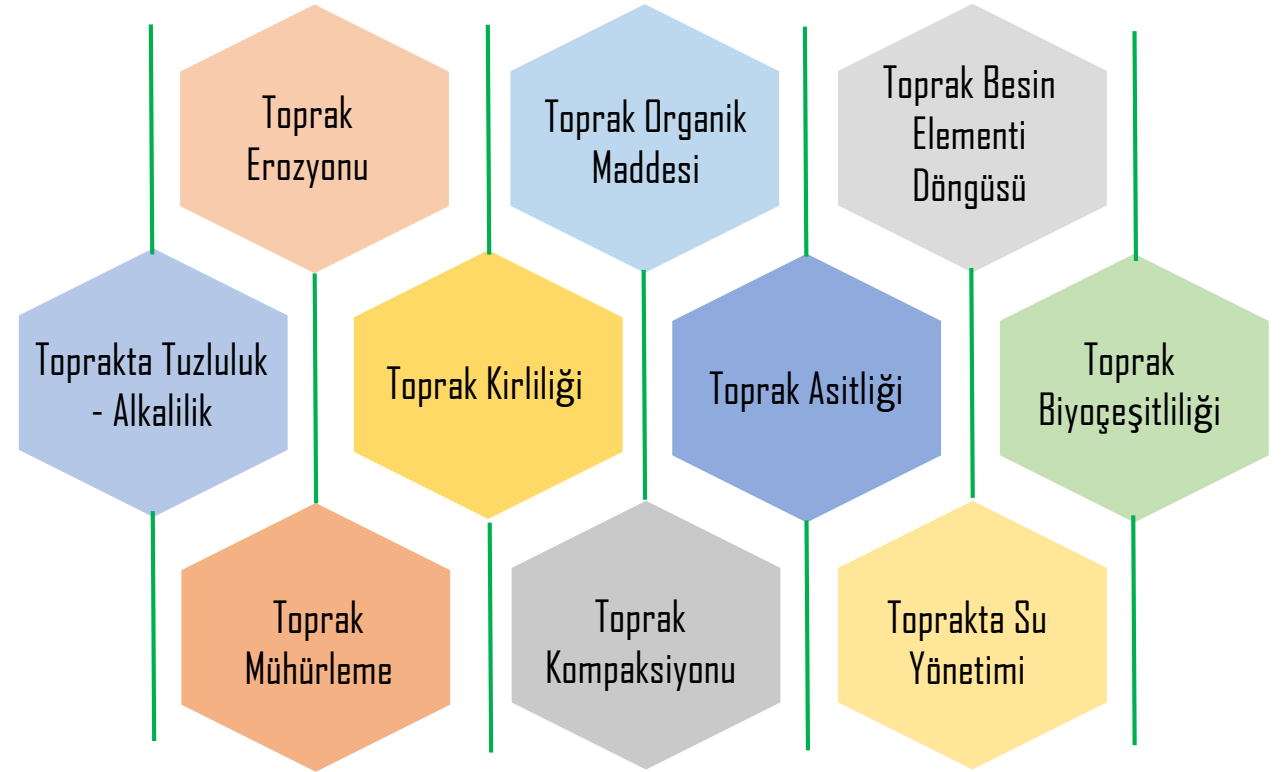 Toprak
Erozyonu
Toprak Organik
Maddesi
Toprak Besin
Elementi
Döngüsü
Toprakta Tuzluluk
- Alkalilik
Toprak Kirliliği
Toprak Asitliği
Toprak
Biyoçeşitliliği
Toprak
Mühürleme
Toprak
Kompaksiyonu
Toprakta Su
Yönetimi